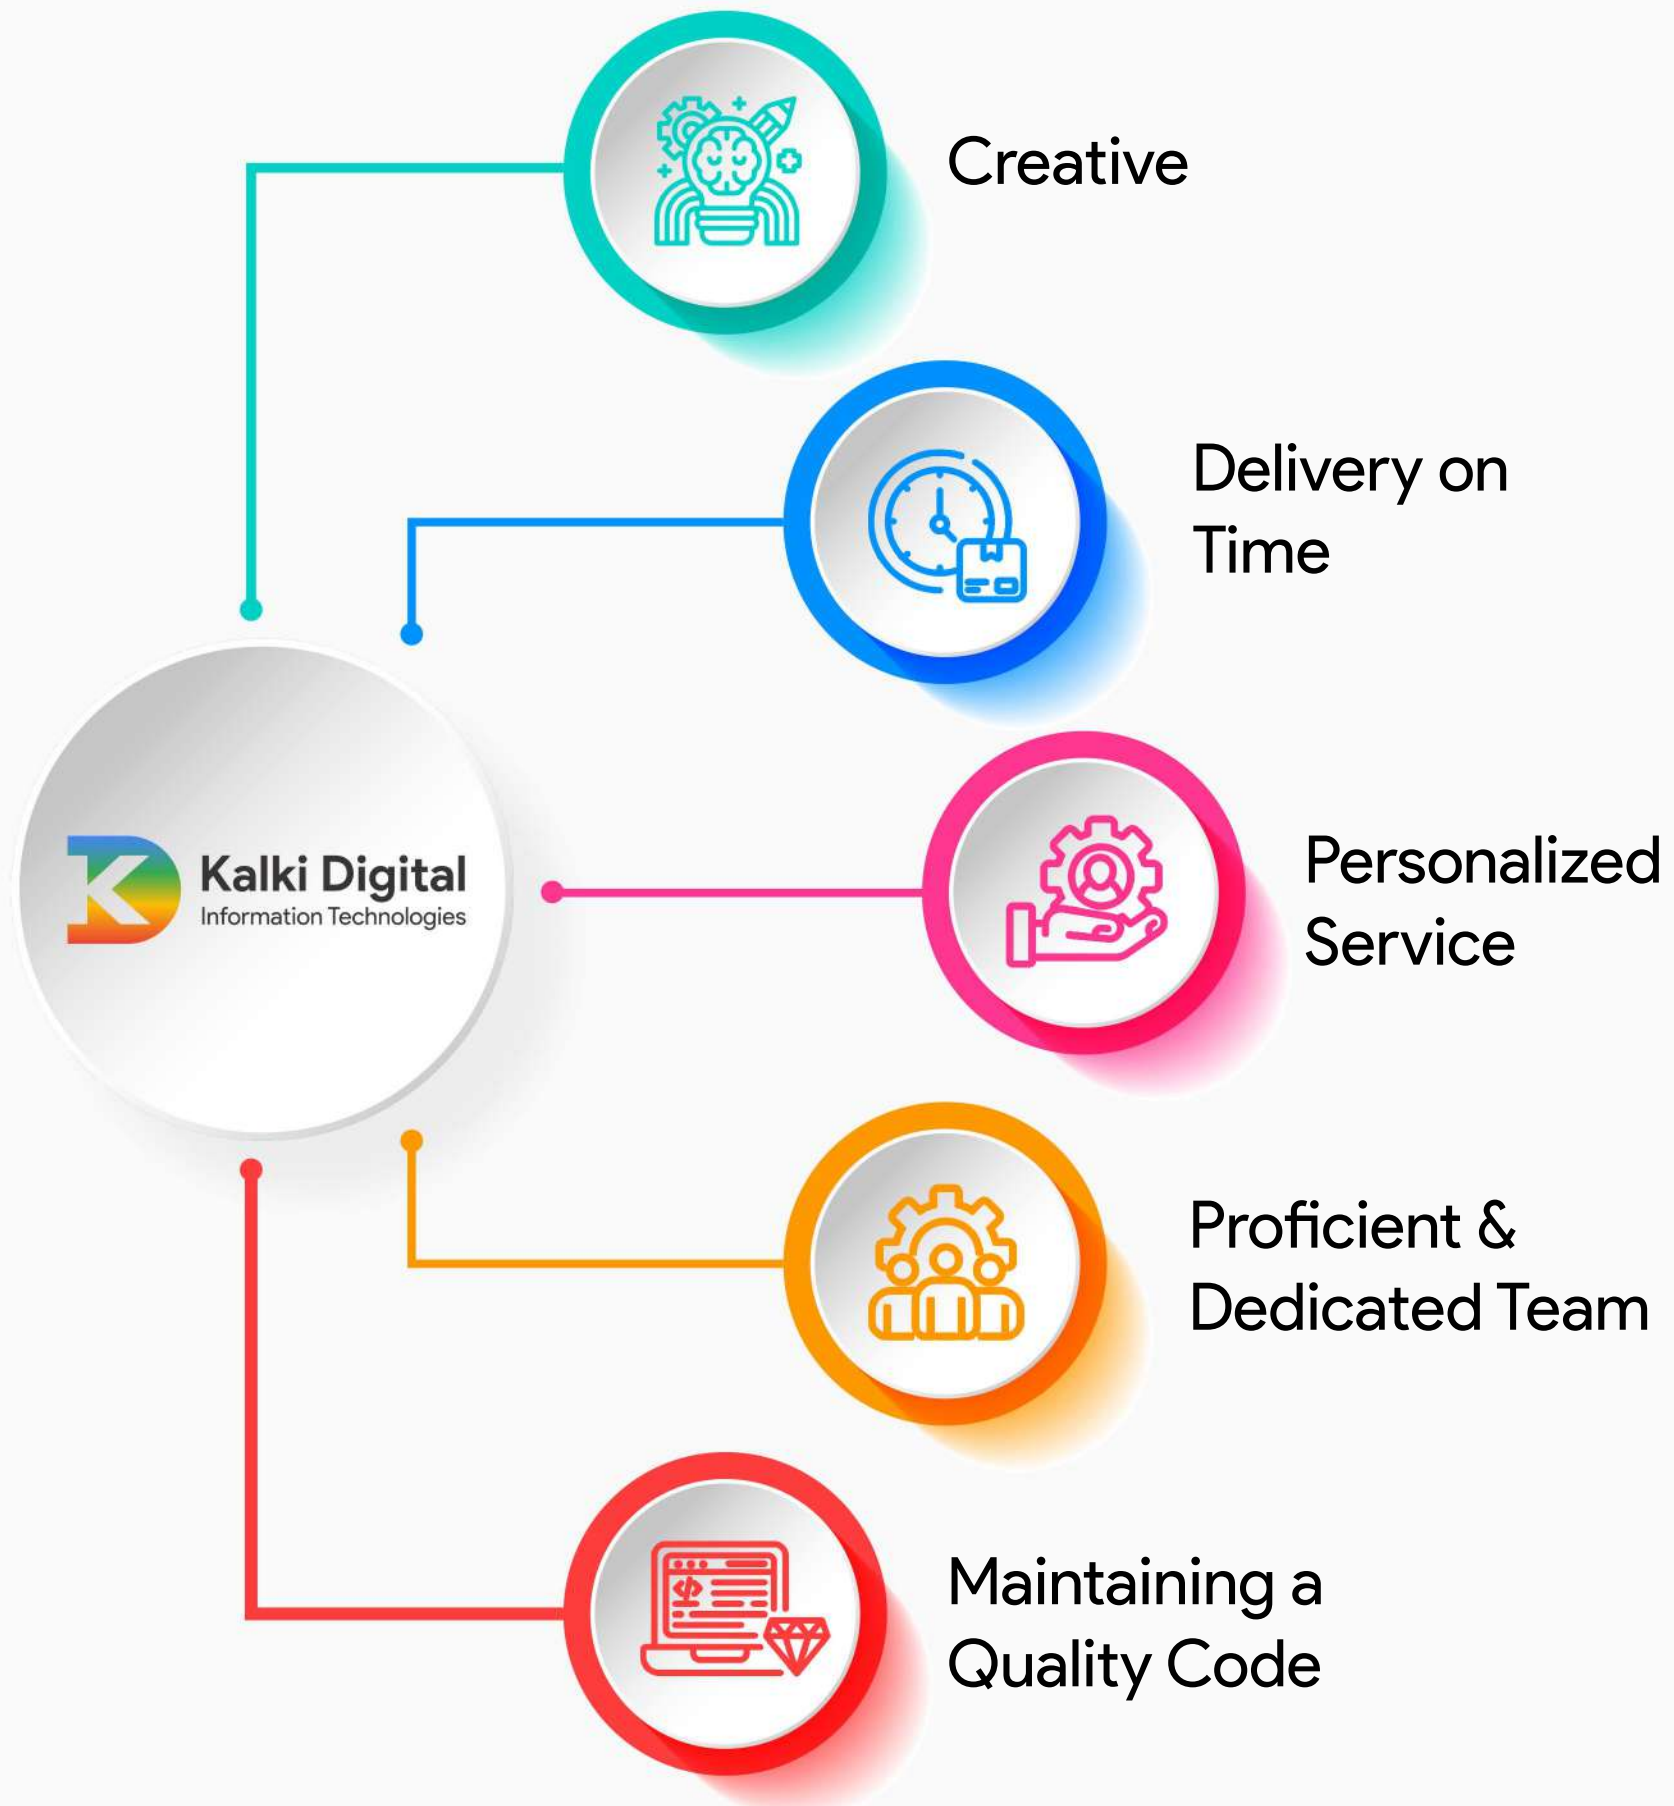 Creative
Delivery on
Time
Kalki Digital
Information Technologies
Personalized
Service
Proficient &
Dedicated Team
Maintaining a
Quality Code